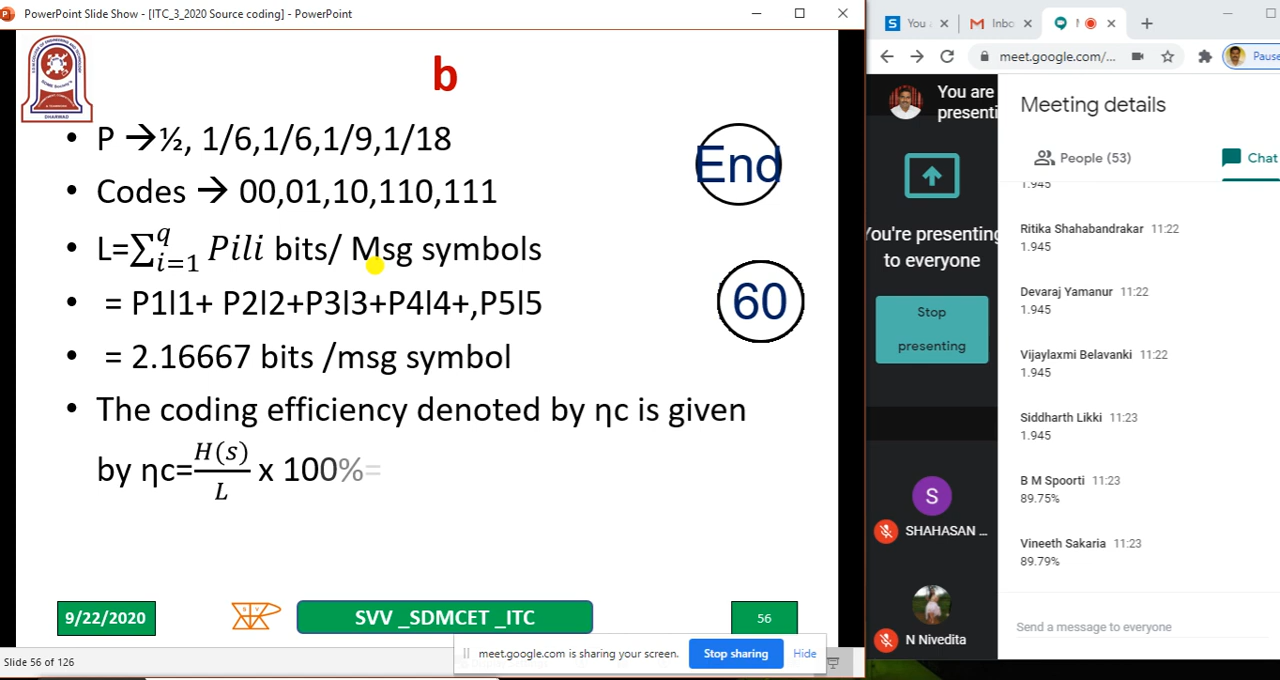 PowerPoint Slide Show - [ITC_3_2020 Source coding] - PowerPoint
b
• P →½, 1/6,1/6,1/9,1/18
• Codes → 00,01,10,110,111
• L=∑_{i=1}^{q} Pili bits/ Msg symbols
• = P1l1+ P2l2+P3l3+P4l4+,P5l5
• = 2.16667 bits /msg symbol
• The coding efficiency denoted by ηc is given
by ηc=H(s)/L x 100%=
End
60
DHARWAD
9/22/2020
SVV _SDMCET _ITC
56
Slide 56 of 126
meet.google.com is sharing your screen.
Stop sharing
Hide
You a
Inbo
M
meet.google.com/...
Pause
You are
presenti
You're presenting
to everyone
Stop
presenting
S
SHAHASAN ...
N Nivedita
Meeting details
People (53)
Chat
1.945
Ritika Shahabandrakar 11:22
1.945
Devaraj Yamanur 11:22
1.945
Vijaylaxmi Belavanki 11:22
1.945
Siddharth Likki 11:23
1.945
B M Spoorti 11:23
89.75%
Vineeth Sakaria 11:23
89.79%
Send a message to everyone